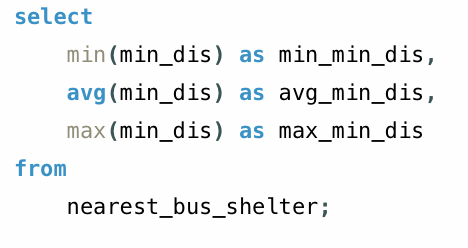 select
    min(min_dis) as min_min_dis,
    avg(min_dis) as avg_min_dis,
    max(min_dis) as max_min_dis
from
    nearest_bus_shelter;